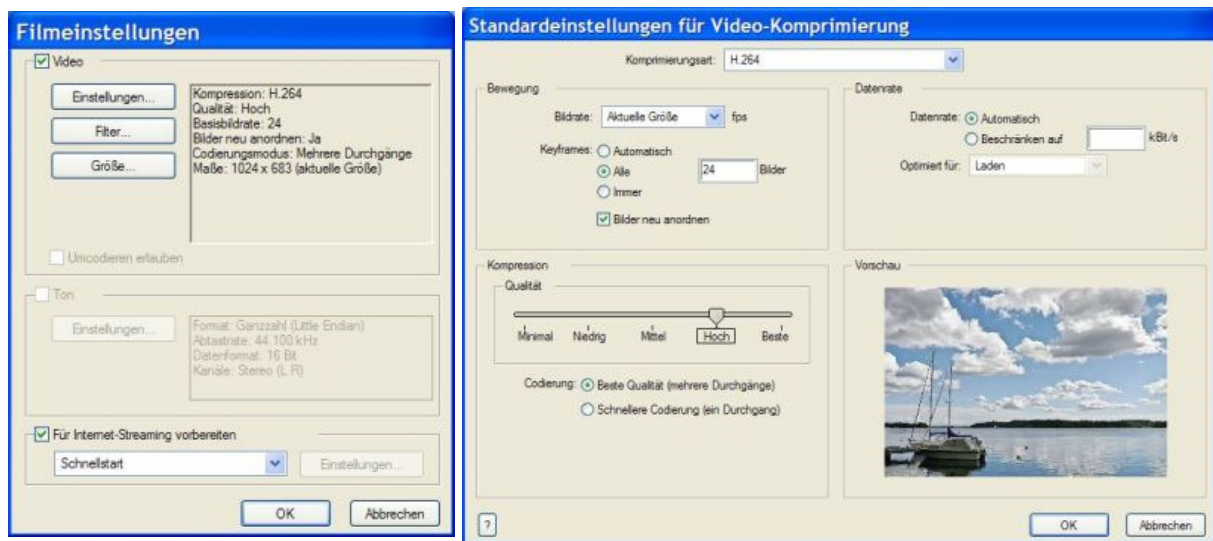 Filmeinstellungen
Video
Einstellungen...
Filter...
Größe...
Kompression: H.264
Qualität: Hoch
Basisbildrate: 24
Bilder neu anordnen: Ja
Codierungsmodus: Mehrere Durchgänge
Maße: 1024 x 683 (aktuelle Größe)
Umcodieren erlauben
Ton
Einstellungen...
Format: Ganzzahl (Little Endian)
Abtastrate: 44 100 kHz
Datenformat: 16 Bit
Kanäle: Stereo (L R)
Für Internet-Streaming vorbereiten
Schnellstart
Einstellungen...
OK Abbrechen
Standardeinstellungen für Video-Komprimierung
Komprimierungsart: H.264
Bewegung
Bildrate: Aktuelle Größe fps
Keyframes: Automatisch
Alle 24 Bilder
Immer
Bilder neu anordnen
Datenrate
Datenrate: Automatisch
Beschränken auf kBit/s
Optimiert für: Laden
Kompression
Qualität
Minimal Niedrig Mittel Hoch Beste
Codierung: Beste Qualität (mehrere Durchgänge)
Schnellere Codierung (ein Durchgang)
Vorschau
? OK Abbrechen